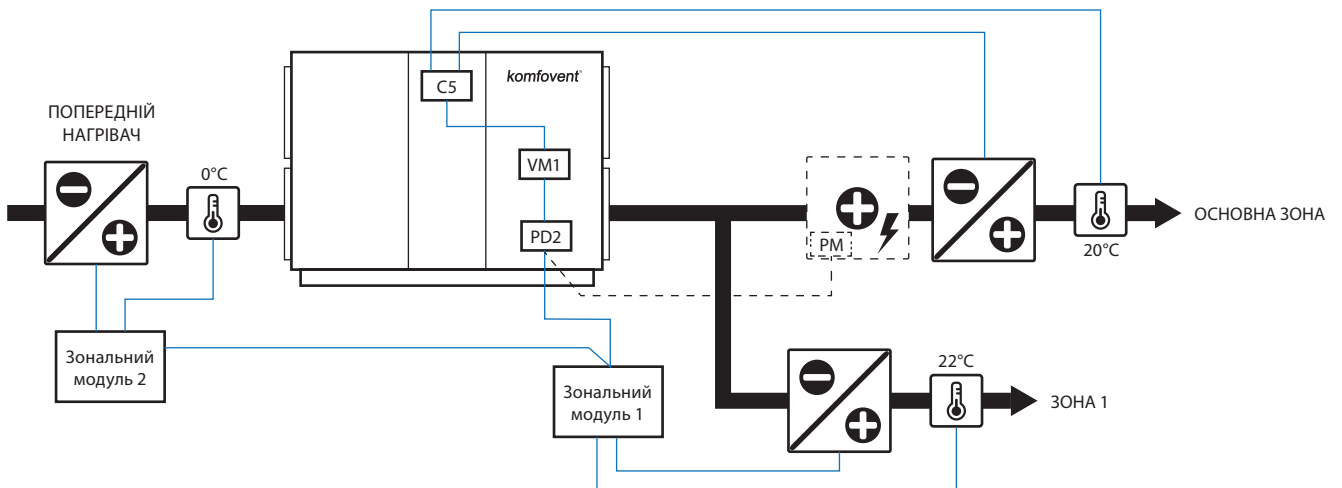 komfovent®
C5
ПОПЕРЕДНІЙ
НАГРІВАЧ
0°C
VM1
PD2
PM
20°C
ОСНОВНА ЗОНА
Зональний
модуль 2
Зональний
модуль 1
22°C
ЗОНА 1